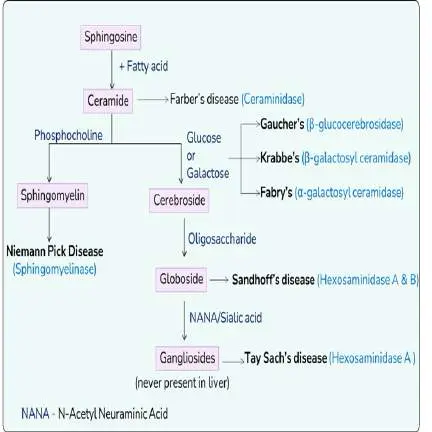 Sphingosine
+ Fatty acid
Ceramide
Farber's disease (Ceraminidase)
Phosphocholine
Glucose
or
Galactose
Gaucher's (β-glucocerebrosidase)
Krabbe's (β-galactosyl ceramidase)
Fabry's (α-galactosyl ceramidase)
Sphingomyelin
Cerebroside
Niemann Pick Disease
(Sphingomyelinase)
Oligosaccharide
Globoside
Sandhoff's disease (Hexosaminidase A & B)
NANA/Sialic acid
Gangliosides
Tay Sach's disease (Hexosaminidase A )
(never present in liver)
NANA - N-Acetyl Neuraminic Acid